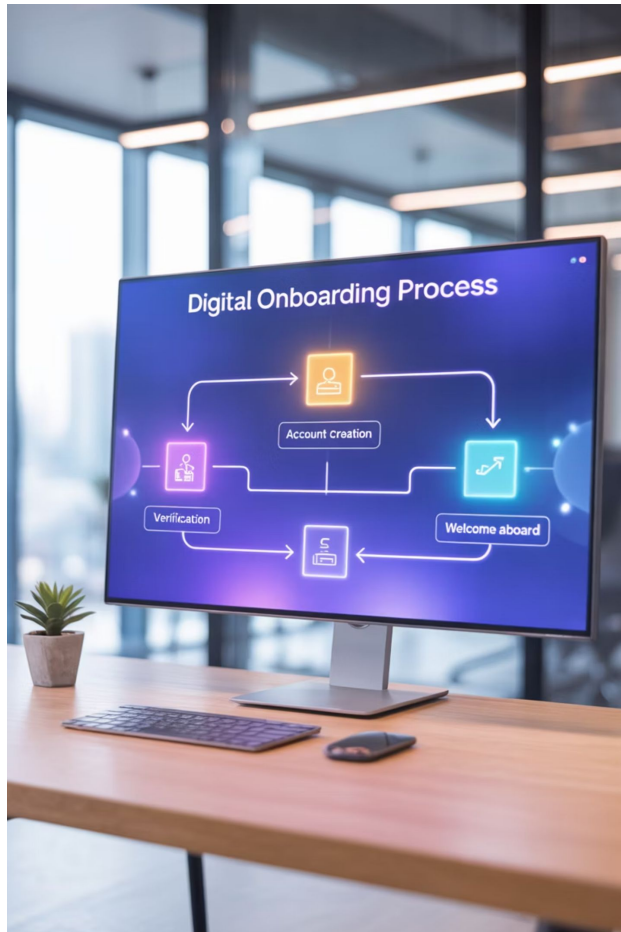 Digital Onboarding Process
Account Creation
Verification
Welcome aboard